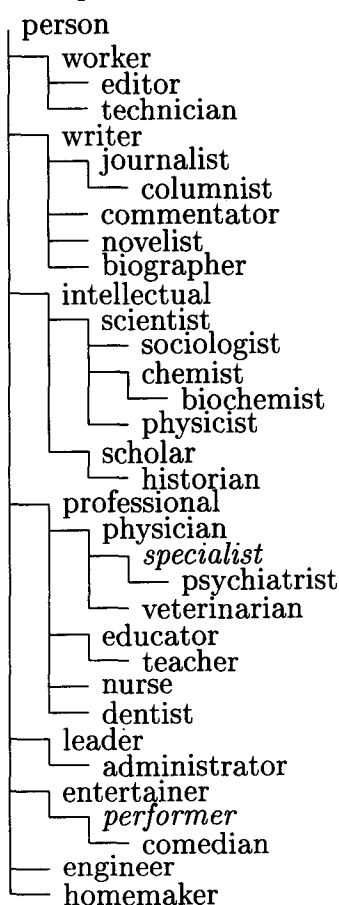 person
worker
editor
technician
writer
journalist
columnist
commentator
novelist
biographer
intellectual
scientist
sociologist
chemist
biochemist
physicist
scholar
historian
professional
physician
specialist
psychiatrist
veterinarian
educator
teacher
nurse
dentist
leader
administrator
entertainer
performer
comedian
engineer
homemaker